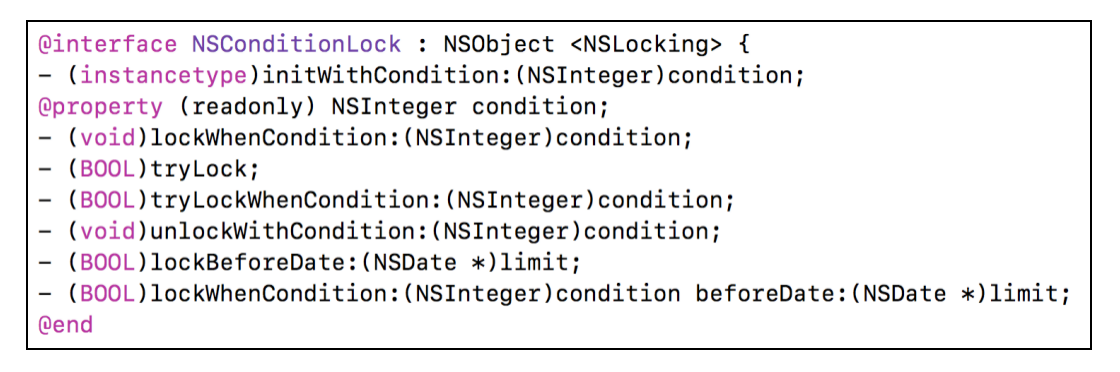 @interface NSConditionLock : NSObject <NSLocking> {
- (instancetype)initWithCondition:(NSInteger)condition;
@property (readonly) NSInteger condition;
- (void)lockWhenCondition:(NSInteger)condition;
- (BOOL)tryLock;
- (BOOL)tryLockWhenCondition:(NSInteger)condition;
- (void)unlockWithCondition:(NSInteger)condition;
- (BOOL)lockBeforeDate:(NSDate *)limit;
- (BOOL)lockWhenCondition:(NSInteger)condition beforeDate:(NSDate *)limit;
@end